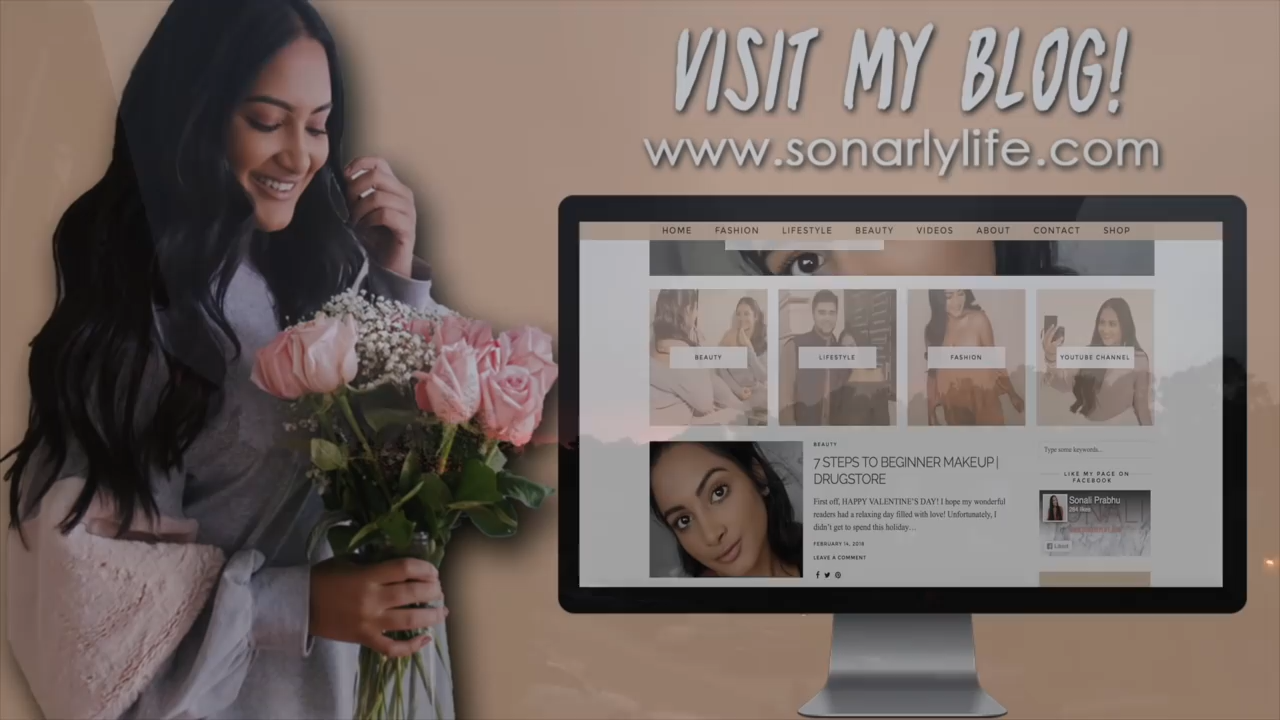 VISIT MY BLOG!
www.sonarlylife.com
HOME FASHION LIFESTYLE BEAUTY VIDEOS ABOUT CONTACT SHOP
BEAUTY
LIFESTYLE
FASHION
YOUTUBE CHANNEL
BEAUTY
7 STEPS TO BEGINNER MAKEUP |
DRUGSTORE
First off, HAPPY VALENTINE'S DAY! I hope my wonderful
readers had a relaxing day filled with love! Unfortunately, I
didn't get to spend this holiday…
FEBRUARY 14, 2018
LEAVE A COMMENT
Type some keywords...
LIKE MY PAGE ON
FACEBOOK
Sonali Prabhu